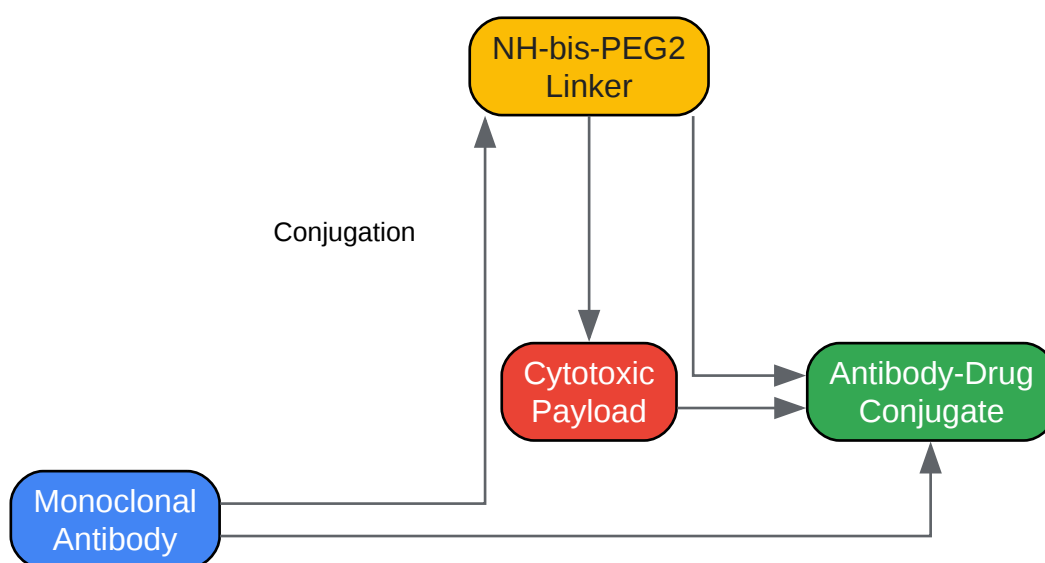 NH-bis-PEG2
Linker
Conjugation
Cytotoxic
Payload
Antibody-Drug
Conjugate
Monoclonal
Antibody